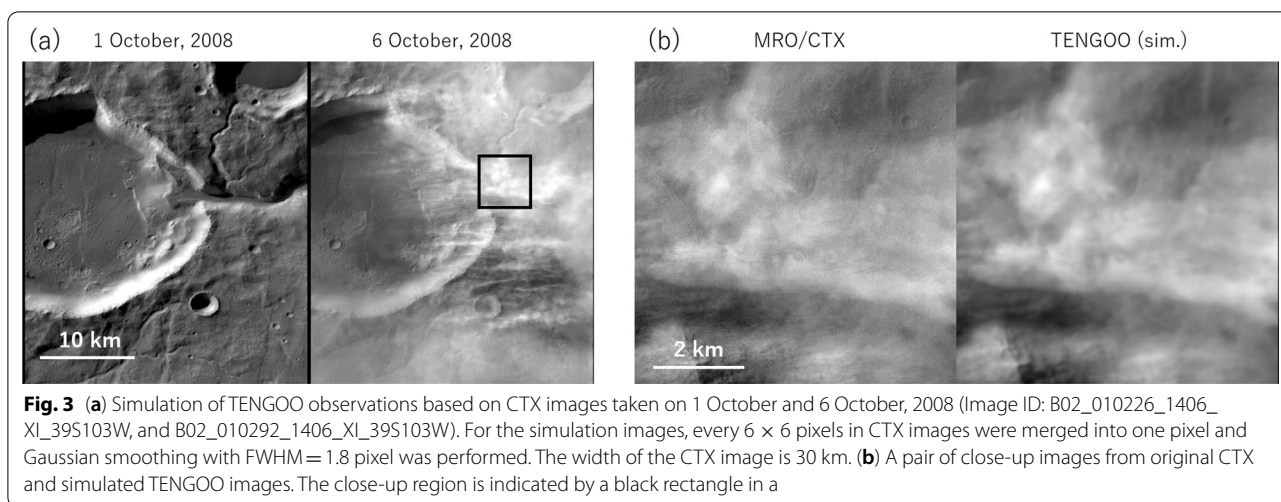 (a) 1 October, 2008 6 October, 2008 (b) MRO/CTX TENGOO (sim.)
10 km
2 km
Fig. 3 (a) Simulation of TENGOO observations based on CTX images taken on 1 October and 6 October, 2008 (Image ID: B02_010226_1406_
XI_39S103W, and B02_010292_1406_XI_39S103W). For the simulation images, every 6 × 6 pixels in CTX images were merged into one pixel and
Gaussian smoothing with FWHM = 1.8 pixel was performed. The width of the CTX image is 30 km. (b) A pair of close-up images from original CTX
and simulated TENGOO images. The close-up region is indicated by a black rectangle in a